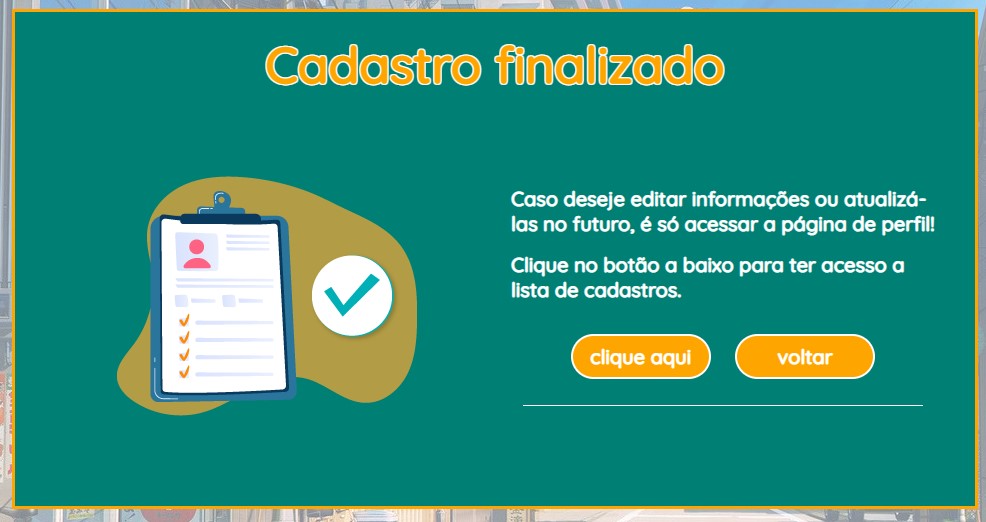 Cadastro finalizado
Caso deseje editar informações ou atualizá-
las no futuro, é só acessar a página de perfil!
Clique no botão a baixo para ter acesso a
lista de cadastros.
clique aqui
voltar